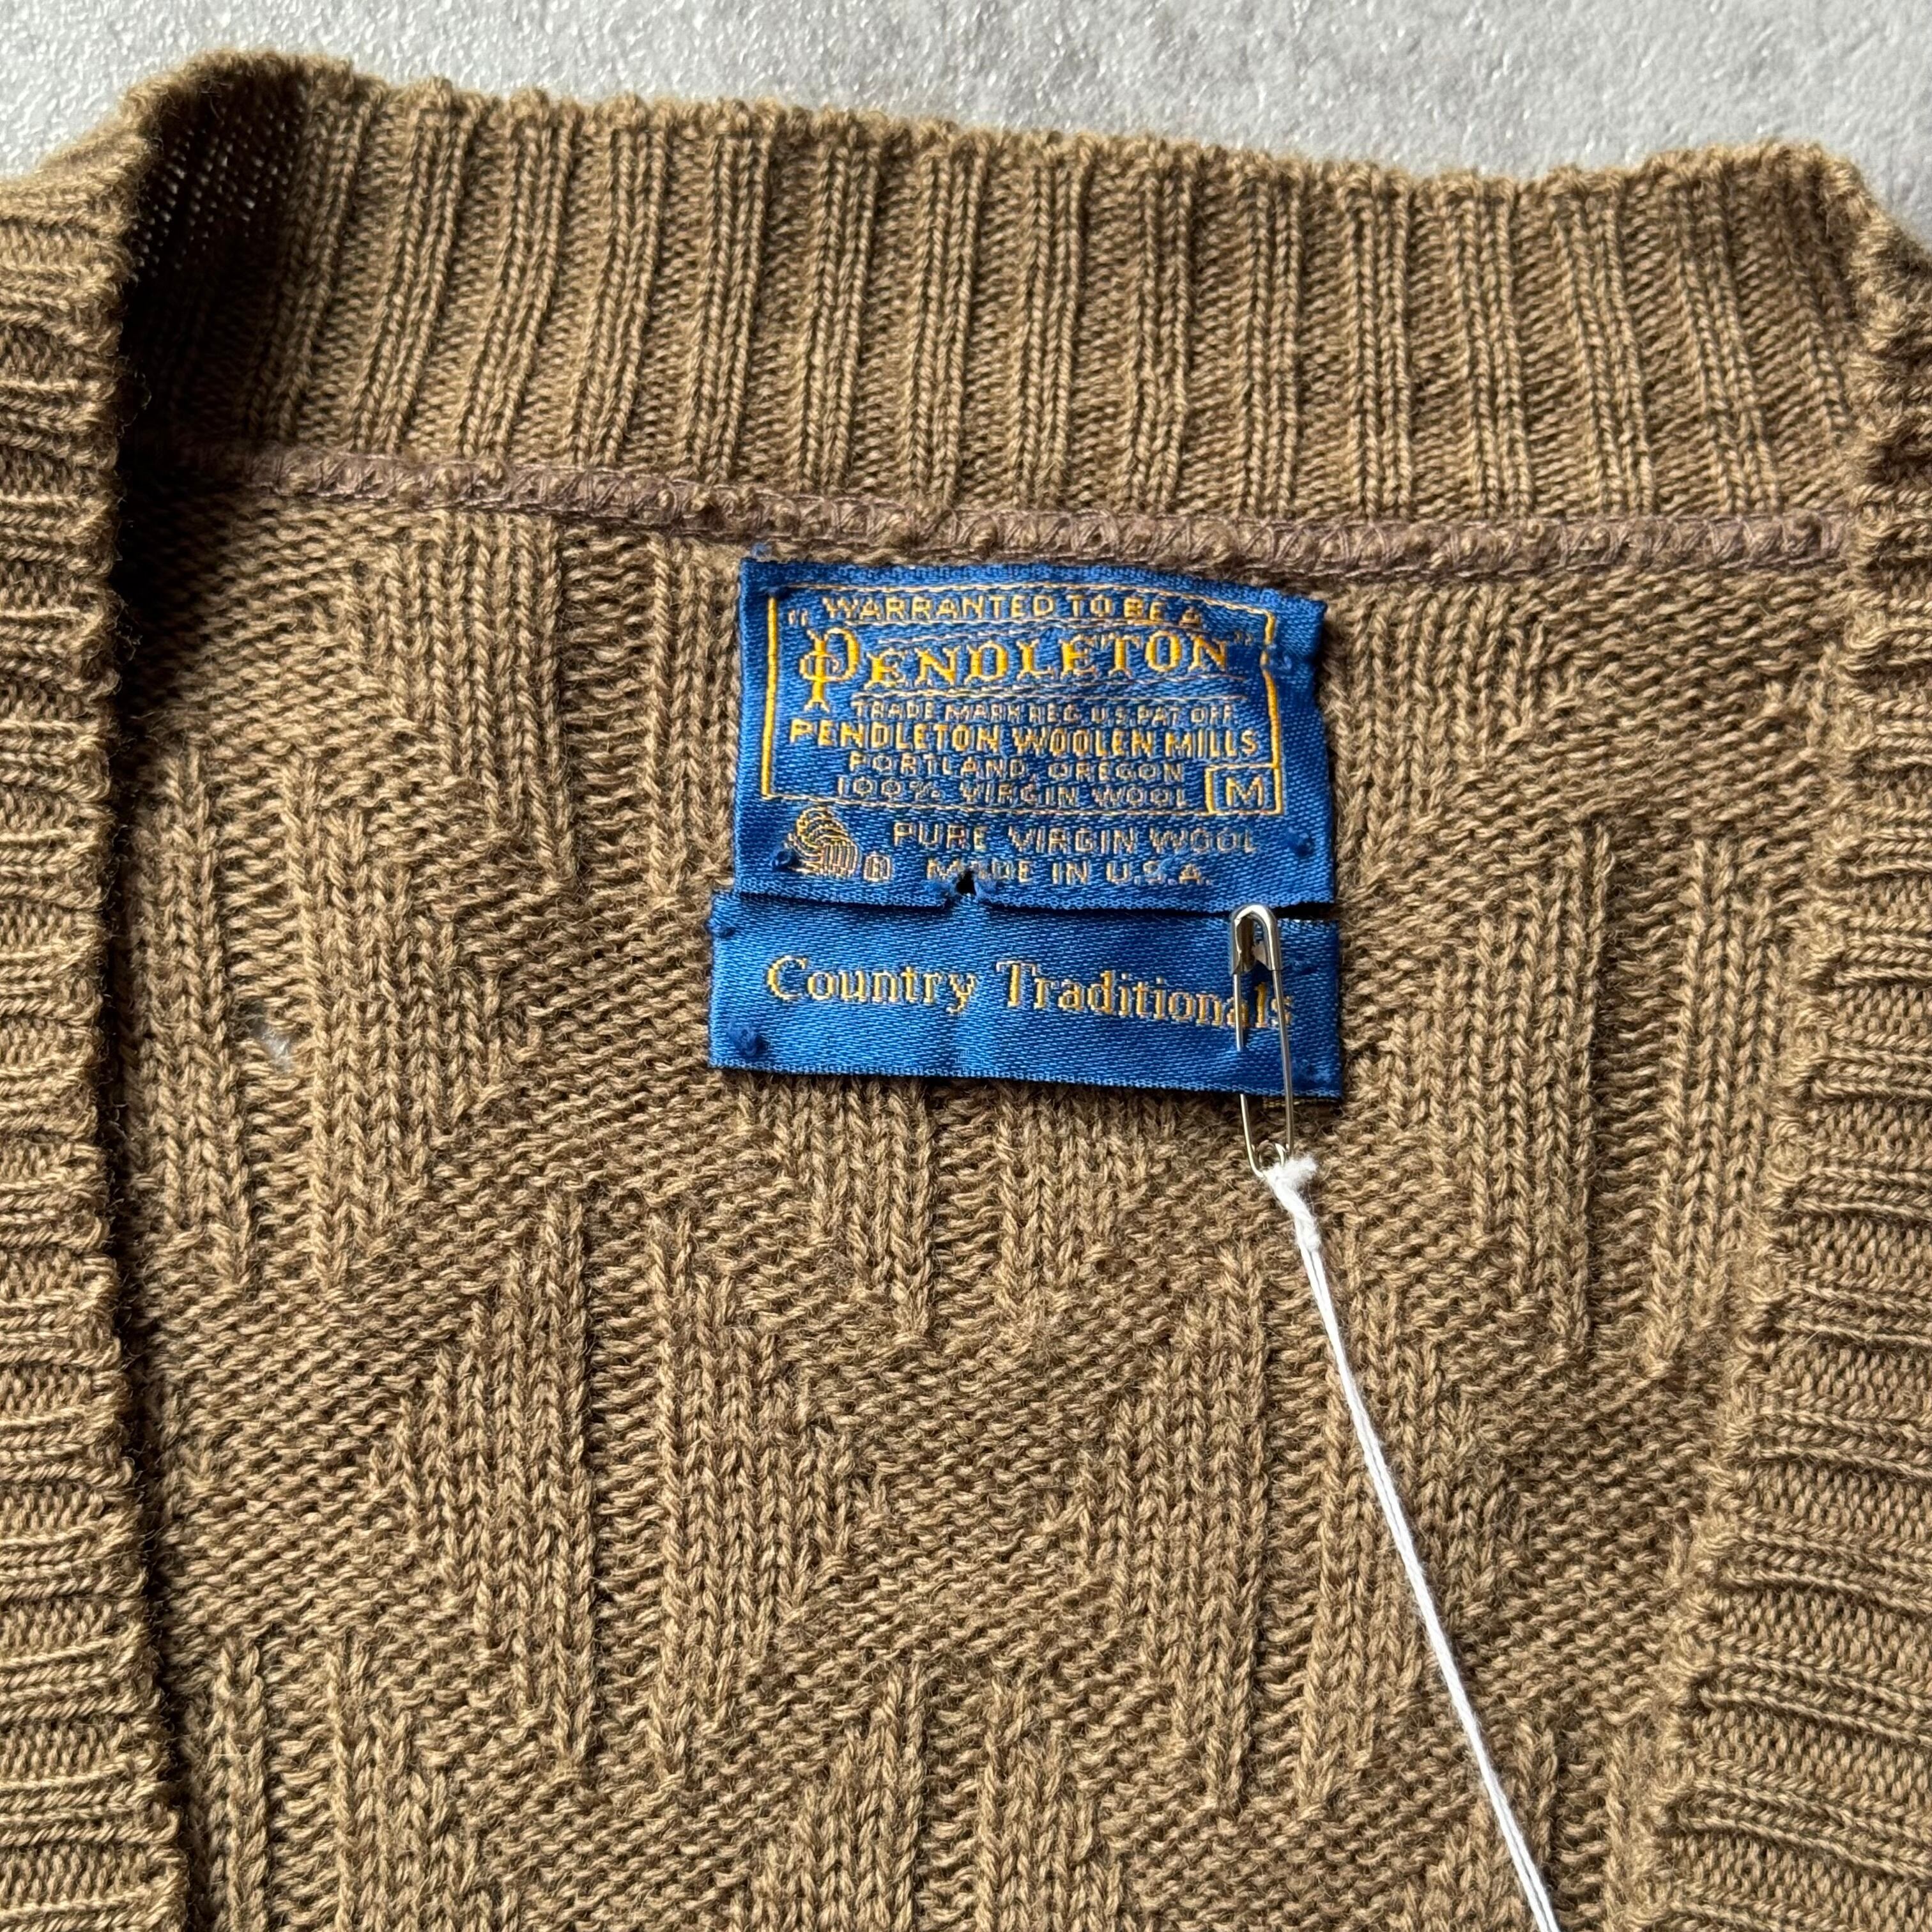 "WARRANTED TO BE A
PENDLETON"
TRADE MARK REG. U.S. PAT. OFF.
PENDLETON WOOLEN MILLS
PORTLAND, OREGON
100% VIRGIN WOOL M
PURE VIRGIN WOOL
® MADE IN U.S.A.
Country Traditionals